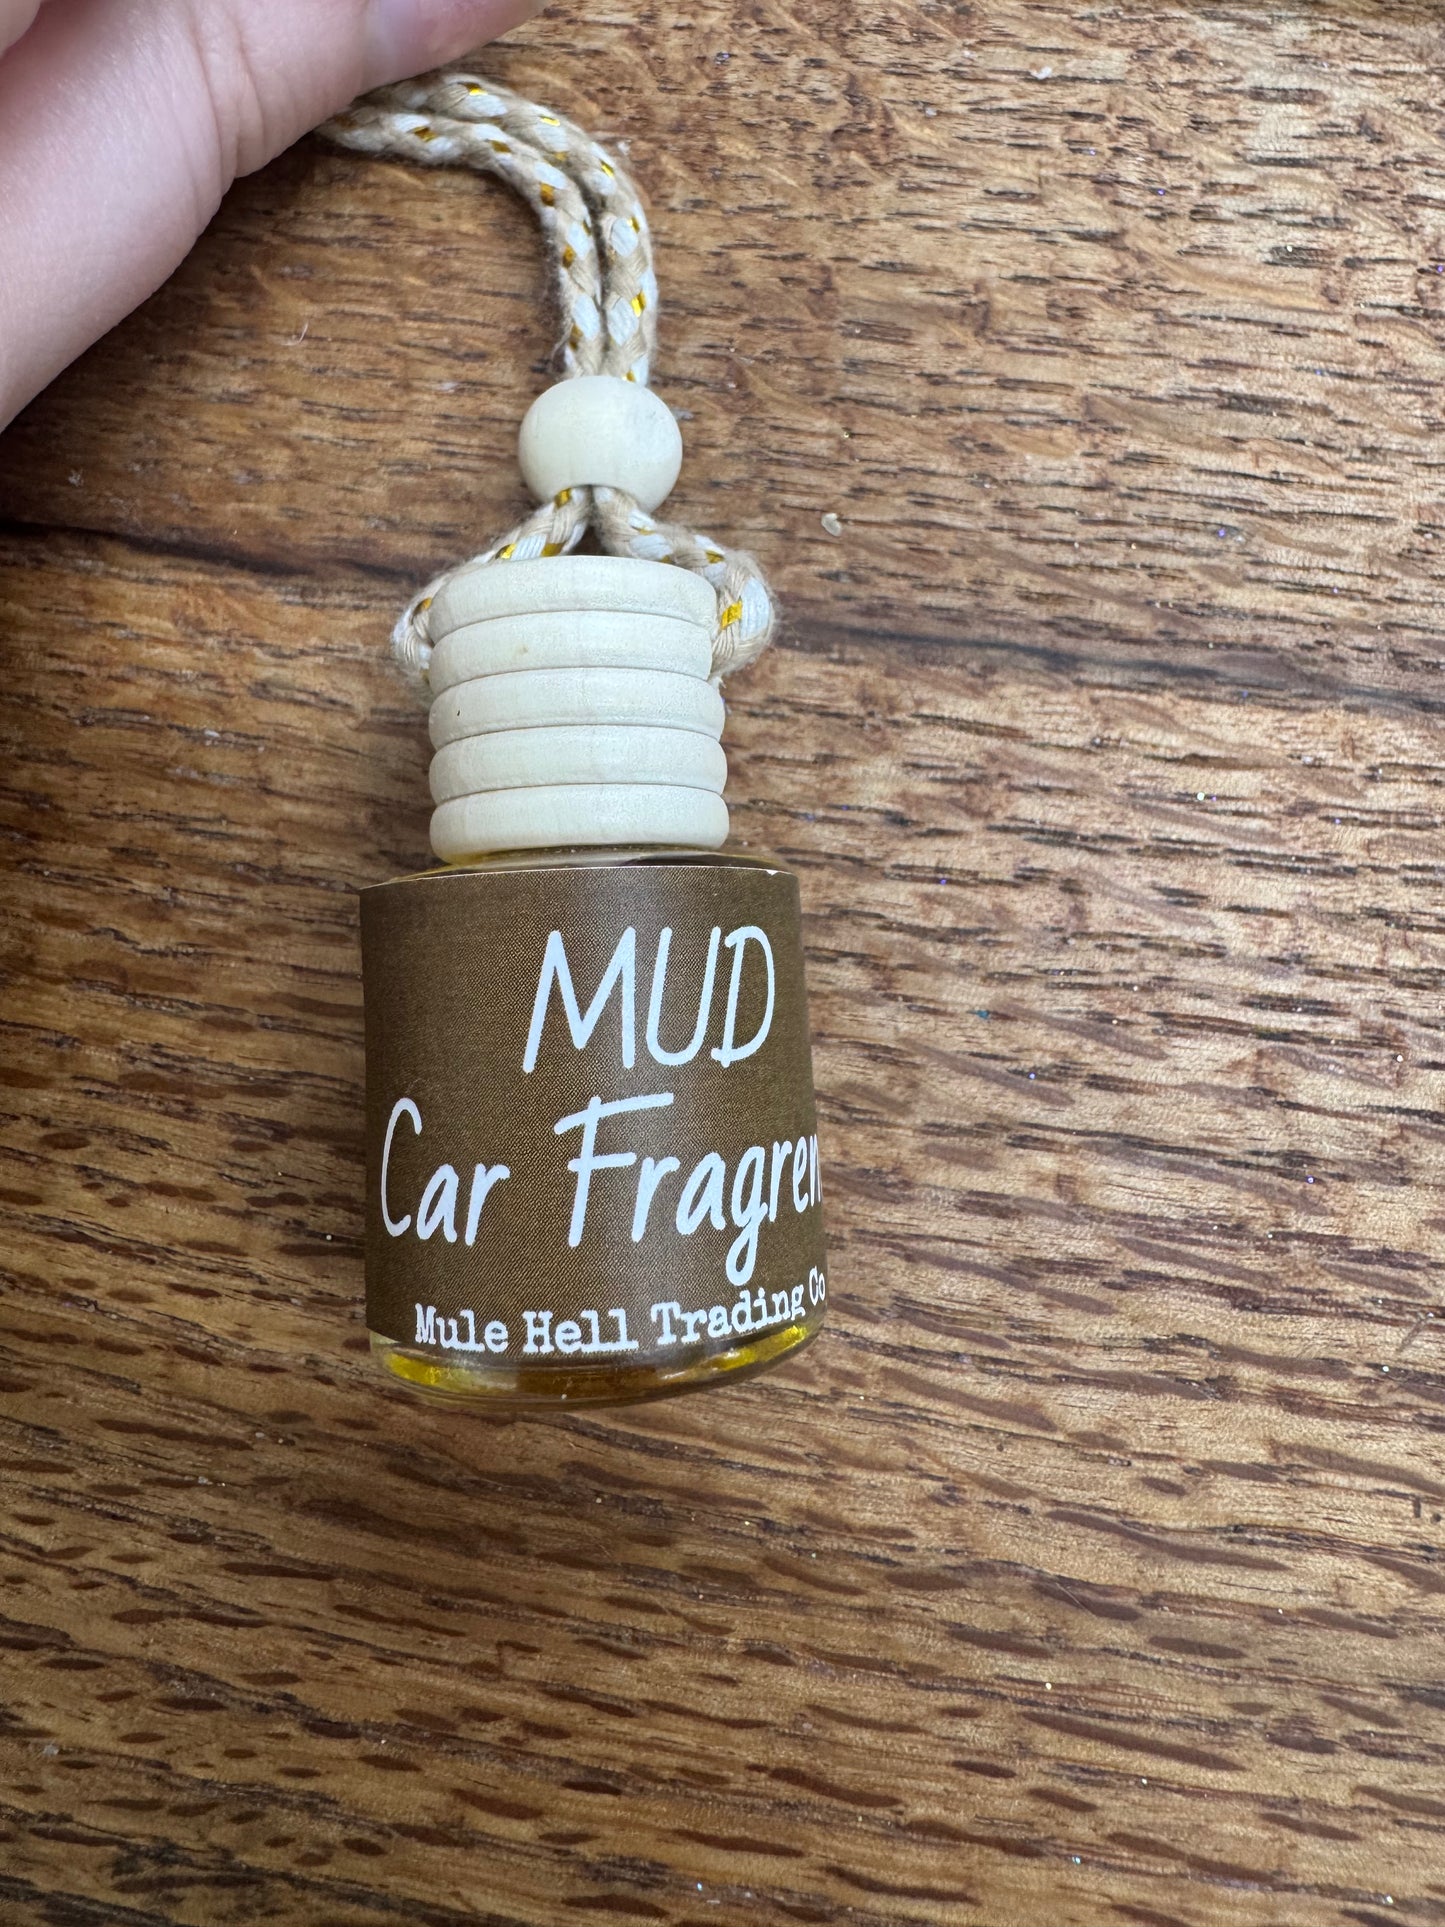 MUD
Car Fragren
Mule Hell Trading Co